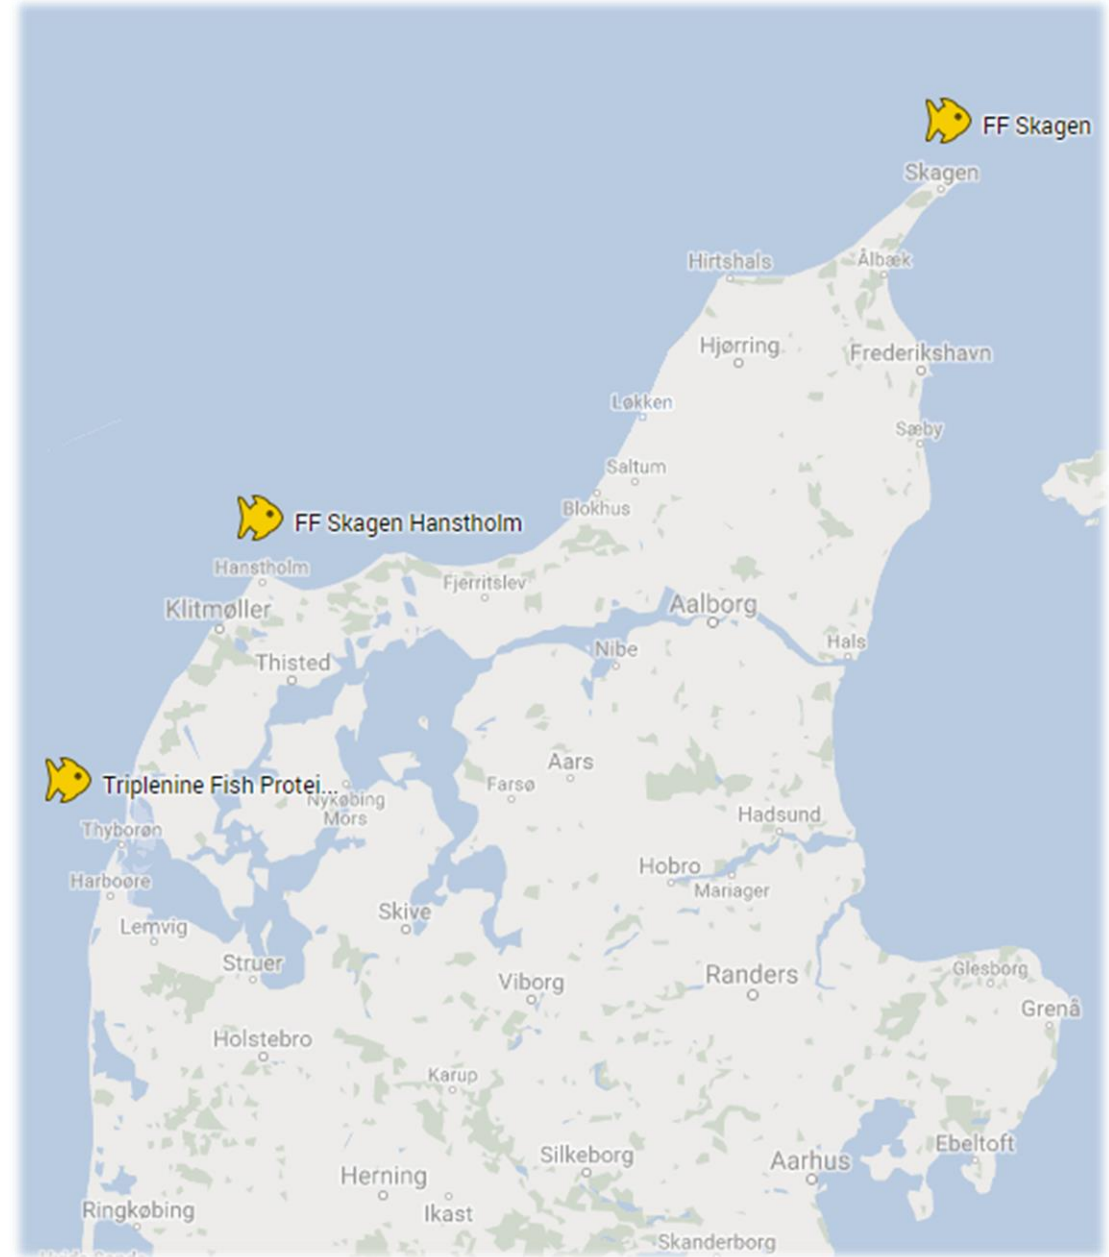 FF Skagen
Skagen
Hirtshals
Ålbæk
Hjørring
Frederikshavn
Løkken
Sæby
Saltum
Blokhus
FF Skagen Hanstholm
Hanstholm
Fjerritslev
Klitmøller
Aalborg
Hals
Nibe
Thisted
Aars
Triplenine Fish Protei...
Farsø
Nykøbing
Mors
Hadsund
Thyborøn
Hobro
Harboøre
Mariager
Skive
Lemvig
Struer
Glesborg
Viborg
Randers
Grenå
Holstebro
Karup
Ebeltoft
Silkeborg
Aarhus
Herning
Ringkøbing
Ikast
Skanderborg